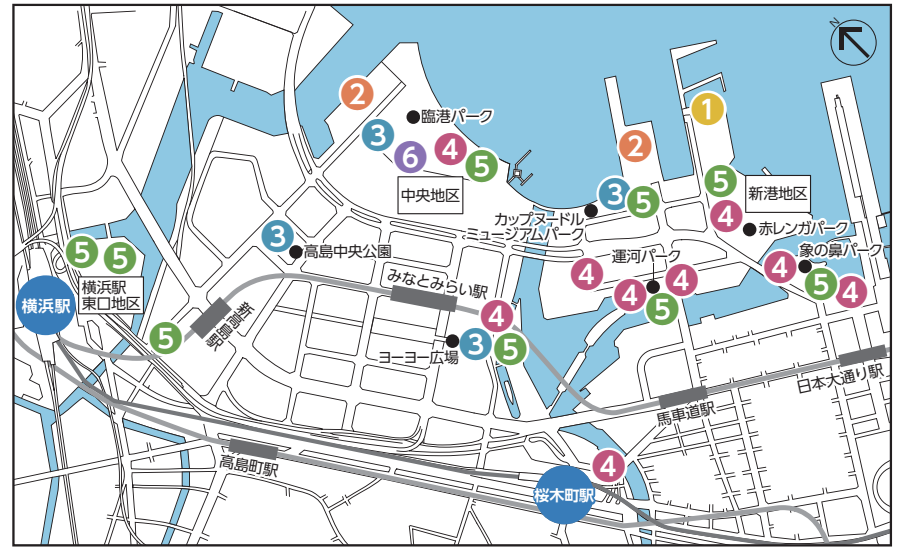 N
2
1
臨港パーク
3
4
2
6
5
中央地区
5
新港地区
3
カップヌードル
ミュージアムパーク
5
4
赤レンガパーク
3
高島中央公園
運河パーク
象の鼻パーク
5
5
横浜駅
東口地区
横浜駅
みなとみらい駅
4
4
4
5
4
5
4
新高島駅
5
4
ヨーヨー広場
3
5
日本大通り駅
馬車道駅
高島町駅
4
桜木町駅